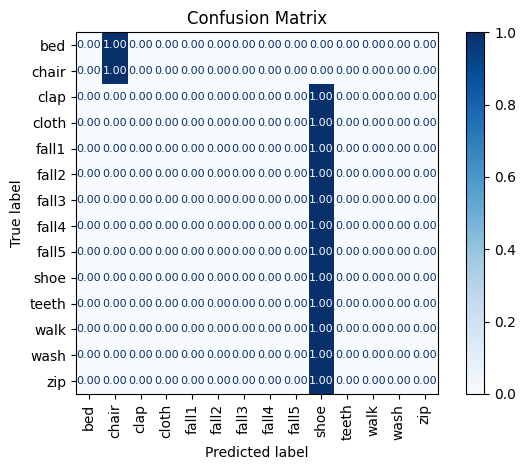 Confusion Matrix
True label
bed 0.00 1.00 0.00 0.00 0.00 0.00 0.00 0.00 0.00 0.00 0.00 0.00 0.00 0.00
chair 0.00 1.00 0.00 0.00 0.00 0.00 0.00 0.00 0.00 0.00 0.00 0.00 0.00 0.00
clap 0.00 0.00 0.00 0.00 0.00 0.00 0.00 0.00 0.00 1.00 0.00 0.00 0.00 0.00
cloth 0.00 0.00 0.00 0.00 0.00 0.00 0.00 0.00 0.00 1.00 0.00 0.00 0.00 0.00
fall1 0.00 0.00 0.00 0.00 0.00 0.00 0.00 0.00 0.00 1.00 0.00 0.00 0.00 0.00
fall2 0.00 0.00 0.00 0.00 0.00 0.00 0.00 0.00 0.00 1.00 0.00 0.00 0.00 0.00
fall3 0.00 0.00 0.00 0.00 0.00 0.00 0.00 0.00 0.00 1.00 0.00 0.00 0.00 0.00
fall4 0.00 0.00 0.00 0.00 0.00 0.00 0.00 0.00 0.00 1.00 0.00 0.00 0.00 0.00
fall5 0.00 0.00 0.00 0.00 0.00 0.00 0.00 0.00 0.00 1.00 0.00 0.00 0.00 0.00
shoe 0.00 0.00 0.00 0.00 0.00 0.00 0.00 0.00 0.00 1.00 0.00 0.00 0.00 0.00
teeth 0.00 0.00 0.00 0.00 0.00 0.00 0.00 0.00 0.00 1.00 0.00 0.00 0.00 0.00
walk 0.00 0.00 0.00 0.00 0.00 0.00 0.00 0.00 0.00 1.00 0.00 0.00 0.00 0.00
wash 0.00 0.00 0.00 0.00 0.00 0.00 0.00 0.00 0.00 1.00 0.00 0.00 0.00 0.00
zip 0.00 0.00 0.00 0.00 0.00 0.00 0.00 0.00 0.00 1.00 0.00 0.00 0.00 0.00
bed chair clap cloth fall1 fall2 fall3 fall4 fall5 shoe teeth walk wash zip
Predicted label
1.0
0.8
0.6
0.4
0.2
0.0